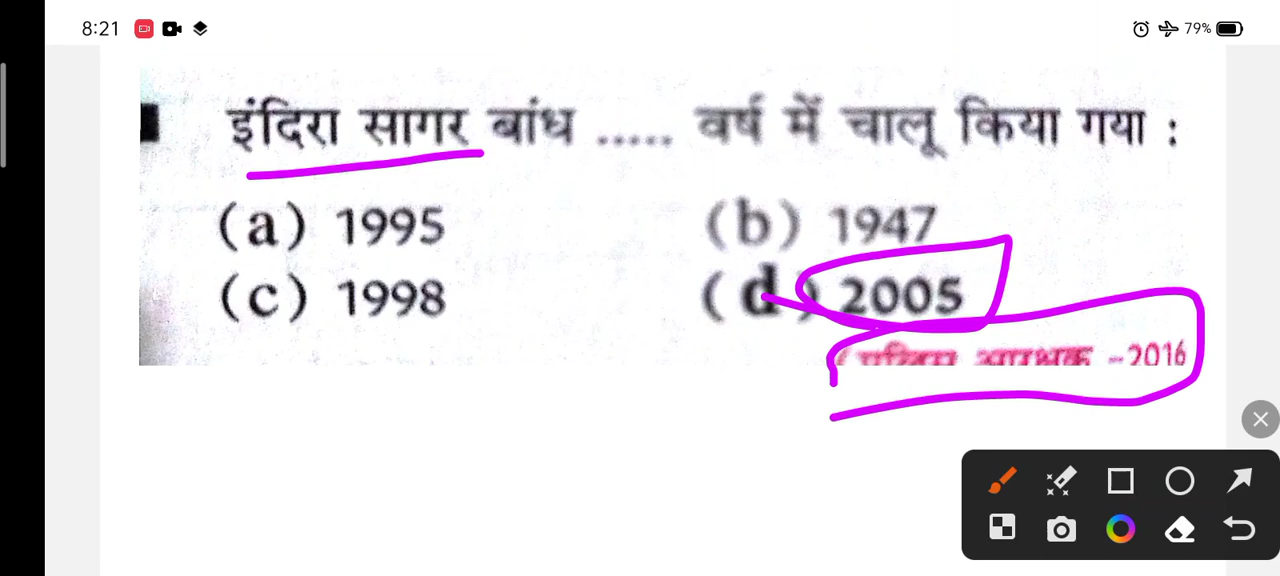 8:21 79%
इंदिरा सागर बांध ..... वर्ष में चालू किया गया :
(a) 1995 (b) 1947
(c) 1998 (d) 2005
-2016